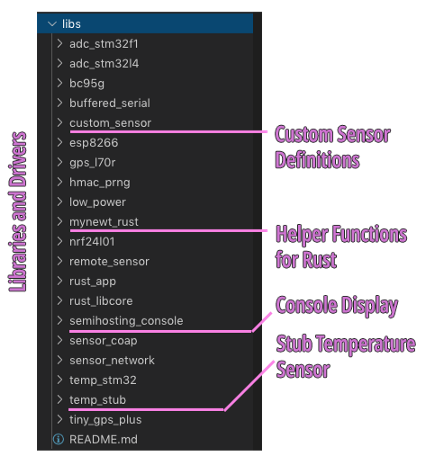 libs
adc_stm32f1
adc_stm32l4
bc95g
buffered_serial
custom_sensor
esp8266
gps_l70r
hmac_prng
low_power
mynewt_rust
nrf24l01
remote_sensor
rust_app
rust_libcore
semihosting_console
sensor_coap
sensor_network
temp_stm32
temp_stub
tiny_gps_plus
README.md
Libraries and Drivers
Custom Sensor
Definitions
Helper Functions
for Rust
Console Display
Stub Temperature
Sensor